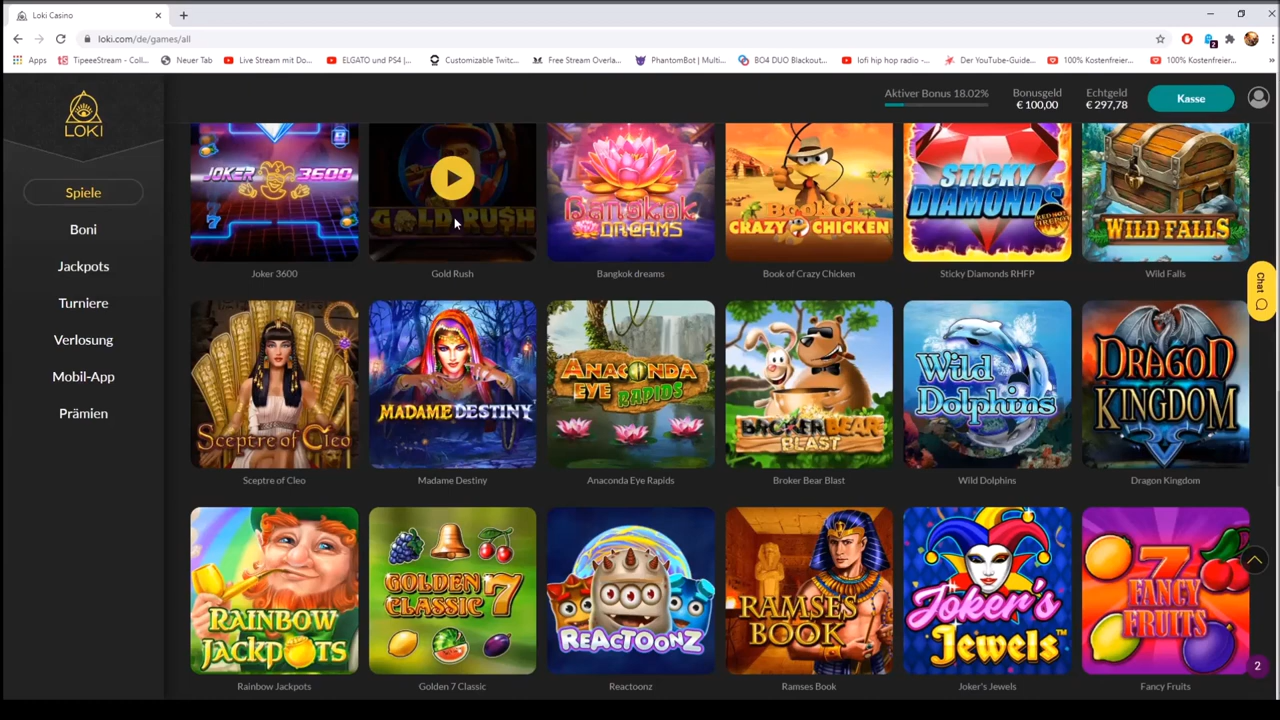 Loki Casino
loki.com/de/games/all
2
Apps
TipeeeStream - Coll...
Neuer Tab
Live Stream mit Do...
ELGATO und PS4 |...
Customizable Twitc...
Free Stream Overla...
PhantomBot | Multi...
BO4 DUO Blackout...
lofi hip hop radio -...
Der YouTube-Guide...
100% Kostenfreier...
100% Kostenfreier...
»
LOKI
Aktiver Bonus 18.02%
Bonusgeld
€ 100,00
Echtgeld
€ 297,78
Kasse
Spiele
Boni
Jackpots
Turniere
Verlosung
Mobil-App
Prämien
JOKER 3600
GOLD RUSH
Bangkok
DREAMS
BOOK OF
CRAZY CHICKEN
STICKY
DIAMONDS
RED HOT
FIREPOT
WILD FALLS
Joker 3600
Gold Rush
Bangkok dreams
Book of Crazy Chicken
Sticky Diamonds RHFP
Wild Falls
Chat
Sceptre of Cleo
MADAME DESTINY
ANACONDA
EYE RAPIDS
BROKER BEAR
BLAST
Wild
Dolphins
DRAGON
KINGDOM
Sceptre of Cleo
Madame Destiny
Anaconda Eye Rapids
Broker Bear Blast
Wild Dolphins
Dragon Kingdom
RAINBOW
JACKPOTS
GOLDEN
CLASSIC 7
REACTOONZ
RAMSES
BOOK
Joker's
Jewels™
7
FANCY
FRUITS
Rainbow Jackpots
Golden 7 Classic
Reactoonz
Ramses Book
Joker's Jewels
Fancy Fruits
2